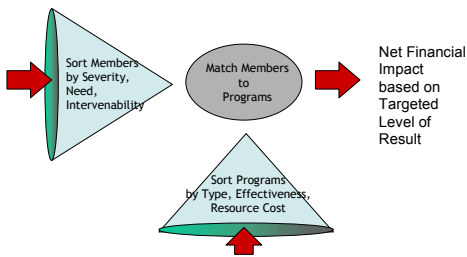 Sort Members
by Severity,
Need,
Intervenability
Match Members
to
Programs
Net Financial
Impact
based on
Targeted
Level of
Result
Sort Programs
by Type, Effectiveness,
Resource Cost